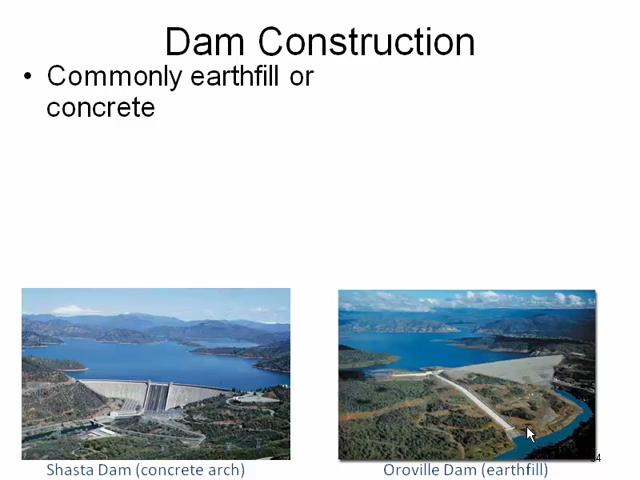 Dam Construction
• Commonly earthfill or
concrete
Shasta Dam (concrete arch)
Oroville Dam (earthfill)